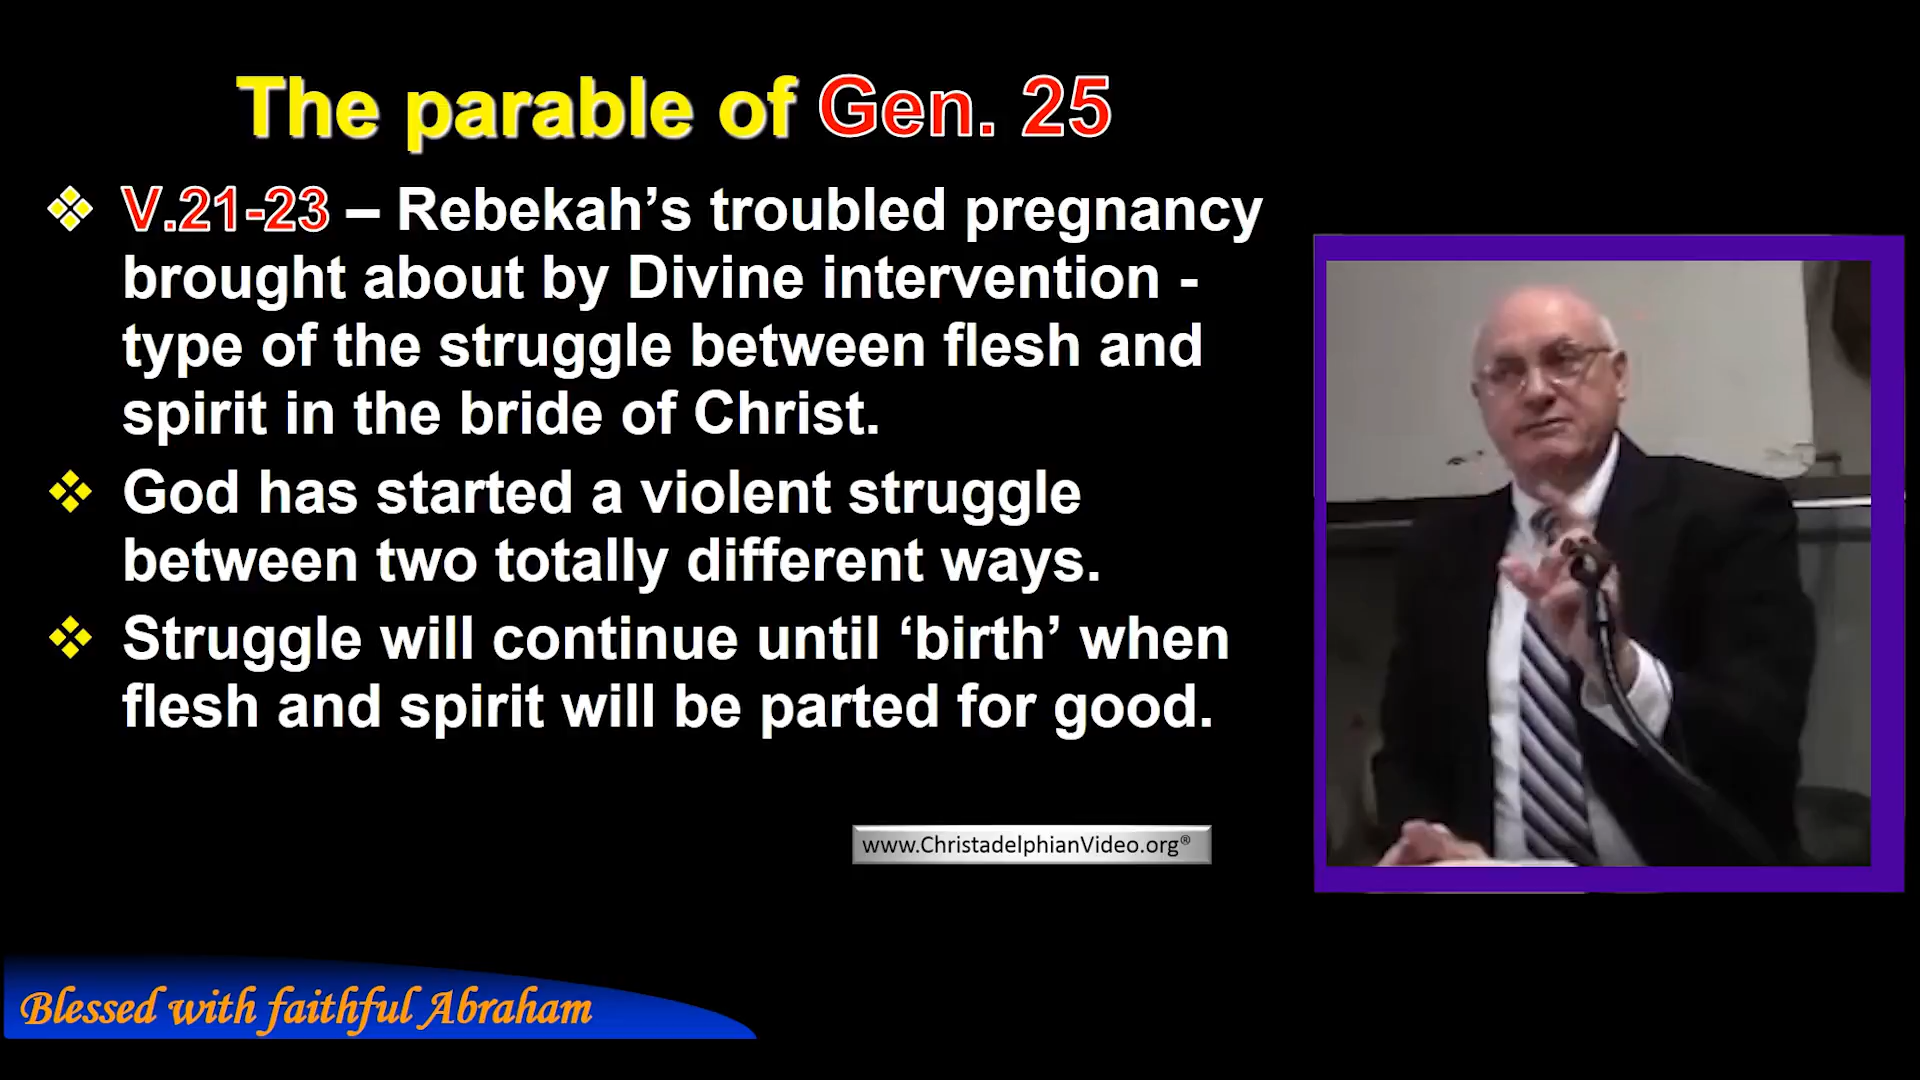 The parable of Gen. 25
V.21-23 – Rebekah’s troubled pregnancy
brought about by Divine intervention -
type of the struggle between flesh and
spirit in the bride of Christ.
God has started a violent struggle
between two totally different ways.
Struggle will continue until ‘birth’ when
flesh and spirit will be parted for good.
www.ChristadelphianVideo.org®
Blessed with faithful Abraham